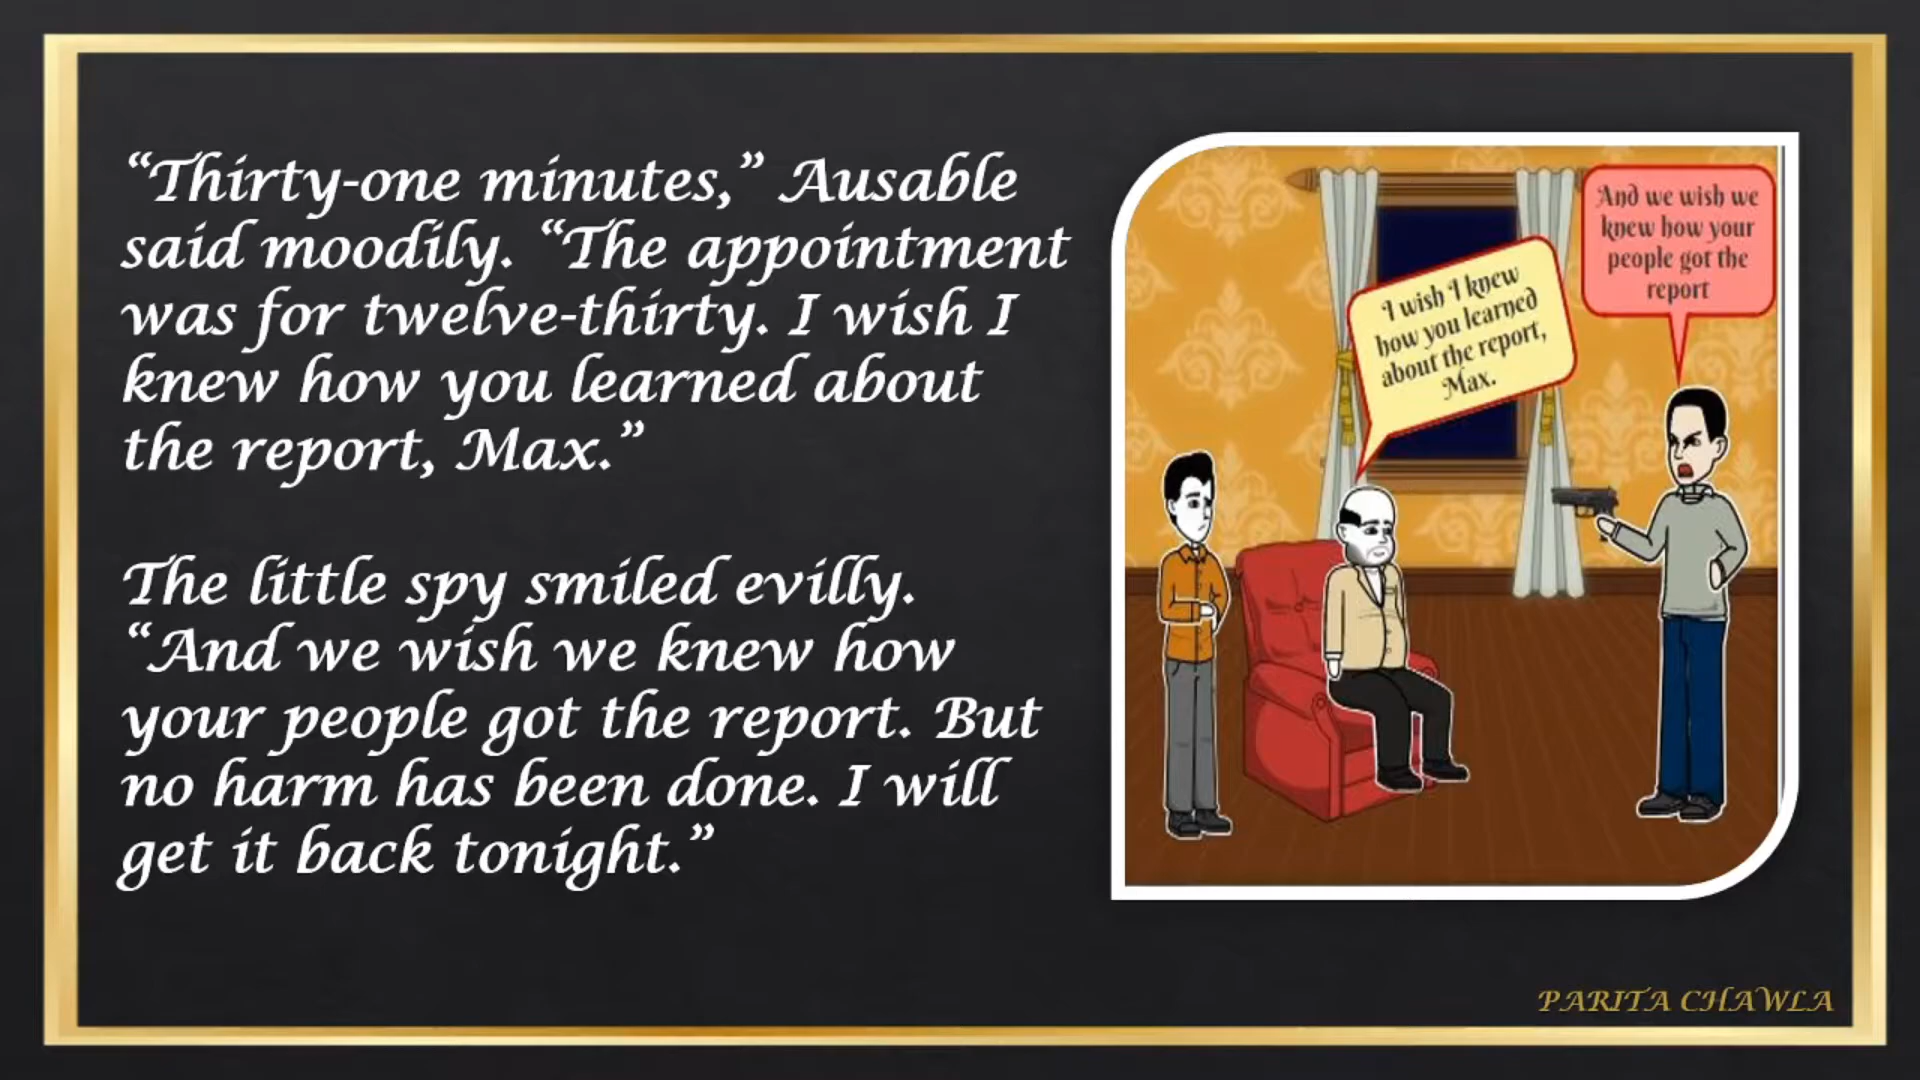 “Thirty-one minutes,” Ausable
said moodily. “The appointment
was for twelve-thirty. I wish I
knew how you learned about
the report, Max.”
The little spy smiled evilly.
“And we wish we knew how
your people got the report. But
no harm has been done. I will
get it back tonight.”
I wish I knew
how you learned
about the report,
Max.
And we wish we
knew how your
people got the
report
PARITA CHAWLA